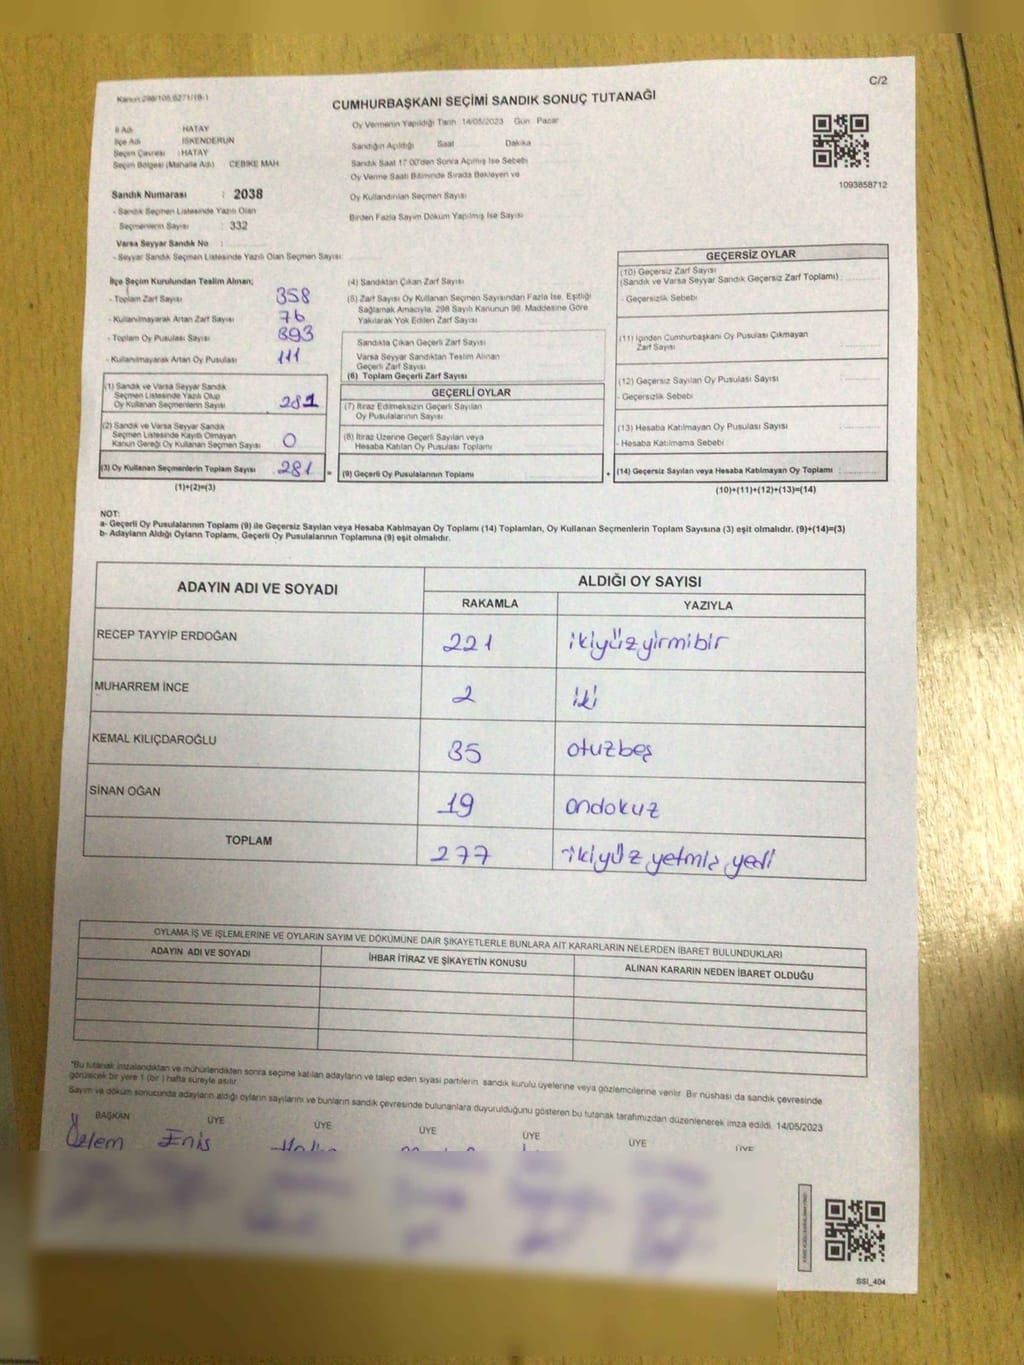 Kanun:298/105,6271/18-1
C/2
CUMHURBAŞKANI SEÇİMİ SANDIK SONUÇ TUTANAĞI
İl Adı HATAY
İlçe Adı İSKENDERUN
Seçim Çevresi : HATAY
Seçim Bölgesi (Mahalle Adı) CEBİKE MAH
Sandık Numarası : 2038
- Sandık Seçmen Listesinde Yazılı Olan
Seçmenlerin Sayısı : 332
Varsa Seyyar Sandık No :
- Seyyar Sandık Seçmen Listesinde Yazılı Olan Seçmen Sayısı:
Oy Vermenin Yapıldığı Tarih 14/05/2023 Gün Pazar
Sandığın Açıldığı Saat Dakika
Sandık Saat 17:00'den Sonra Açılmış İse Sebebi
Oy Verme Saati Bitiminde Sırada Bekleyen ve
Oy Kullandırılan Seçmen Sayısı
Birden Fazla Sayım Döküm Yapılmış İse Sayısı
1093858712
İlçe Seçim Kurulundan Teslim Alınan;
- Toplam Zarf Sayısı 358
- Kullanılmayarak Artan Zarf Sayısı 76
- Toplam Oy Pusulası Sayısı 393
- Kullanılmayarak Artan Oy Pusulası 111
(1) Sandık ve Varsa Seyyar Sandık
Seçmen Listesinde Yazılı Olup
Oy Kullanan Seçmenlerin Sayısı 281
(2) Sandık ve Varsa Seyyar Sandık
Seçmen Listesinde Kayıtlı Olmayan
Kanun Gereği Oy Kullanan Seçmen Sayısı 0
(3) Oy Kullanan Seçmenlerin Toplam Sayısı 281 =
(1)+(2)=(3)
(4) Sandıktan Çıkan Zarf Sayısı
(5) Zarf Sayısı Oy Kullanan Seçmen Sayısından Fazla İse, Eşitliği
Sağlamak Amacıyla, 298 Sayılı Kanunun 98. Maddesine Göre
Yakılarak Yok Edilen Zarf Sayısı
Sandıkta Çıkan Geçerli Zarf Sayısı
Varsa Seyyar Sandıktan Teslim Alınan
Geçerli Zarf Sayısı
(6) Toplam Geçerli Zarf Sayısı
GEÇERLİ OYLAR
(7) İtiraz Edilmeksizin Geçerli Sayılan
Oy Pusulalarının Sayısı
(8) İtiraz Üzerine Geçerli Sayılan veya
Hesaba Katılan Oy Pusulası Toplamı
(9) Geçerli Oy Pusulalarının Toplamı +
GEÇERSİZ OYLAR
(10) Geçersiz Zarf Sayısı
(Sandık ve Varsa Seyyar Sandık Geçersiz Zarf Toplamı) :
- Geçersizlik Sebebi
(11) İçinden Cumhurbaşkanı Oy Pusulası Çıkmayan
Zarf Sayısı
(12) Geçersiz Sayılan Oy Pusulası Sayısı
- Geçersizlik Sebebi
(13) Hesaba Katılmayan Oy Pusulası Sayısı
- Hesaba Katılmama Sebebi
(14) Geçersiz Sayılan veya Hesaba Katılmayan Oy Toplamı :
(10)+(11)+(12)+(13)=(14)
NOT:
a- Geçerli Oy Pusulalarının Toplamı (9) ile Geçersiz Sayılan veya Hesaba Katılmayan Oy Toplamı (14) Toplamları, Oy Kullanan Seçmenlerin Toplam Sayısına (3) eşit olmalıdır. (9)+(14)=(3)
b- Adayların Aldığı Oyların Toplamı, Geçerli Oy Pusulalarının Toplamına (9) eşit olmalıdır.
ADAYIN ADI VE SOYADI ALDIĞI OY SAYISI
RAKAMLA YAZIYLA
RECEP TAYYİP ERDOĞAN 221 ikiyüzyirmibir
MUHARREM İNCE 2 iki
KEMAL KILIÇDAROĞLU 35 otuzbeş
SİNAN OĞAN 19 ondokuz
TOPLAM 277 ikiyüz yetmiş yedi
OYLAMA İŞ VE İŞLEMLERİNE VE OYLARIN SAYIM VE DÖKÜMÜNE DAİR ŞİKAYETLERLE BUNLARA AİT KARARLARIN NELERDEN İBARET BULUNDUKLARI
ADAYIN ADI VE SOYADI İHBAR İTİRAZ VE ŞİKAYETİN KONUSU ALINAN KARARIN NEDEN İBARET OLDUĞU
"Bu tutanak imzalandıktan ve mühürlendikten sonra seçime katılan adayların ve talep eden siyasi partilerin sandık kurulu üyelerine veya gözlemcilerine verilir. Bir nushası da sandık çevresinde
görülecek bir yere 1 (bir ) hafta süreyle asılır.
Sayım ve döküm sonucunda adayların aldığı oyların sayılarını ve bunların sandık çevresinde bulunanlara duyurulduğunu gösteren bu tutanak tarafımızdan düzenlenerek imza edildi. 14/05/2023
BAŞKAN ÜYE ÜYE ÜYE ÜYE ÜYE ÜYE
Özlem Enis
SSI_404